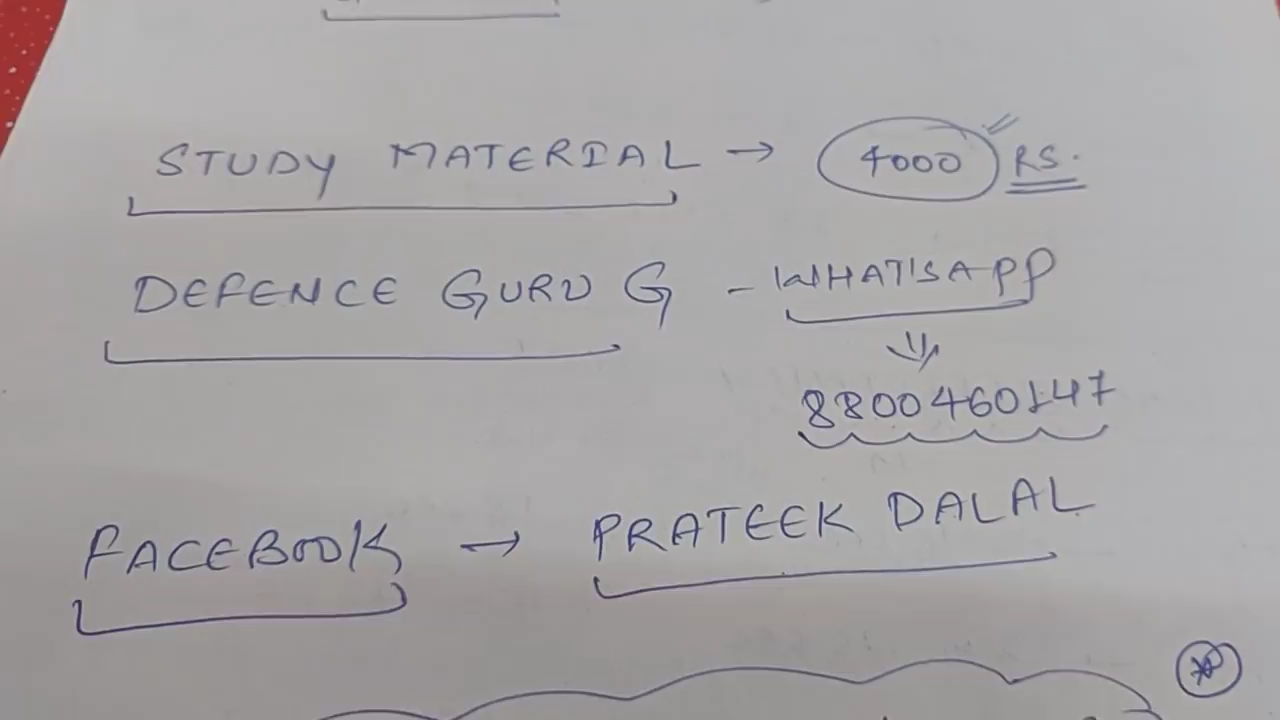 STUDY MATERIAL → 4000 RS.
DEFENCE GURU G - WHATSAPP
8800460147
FACEBOOK → PRATEEK DALAL